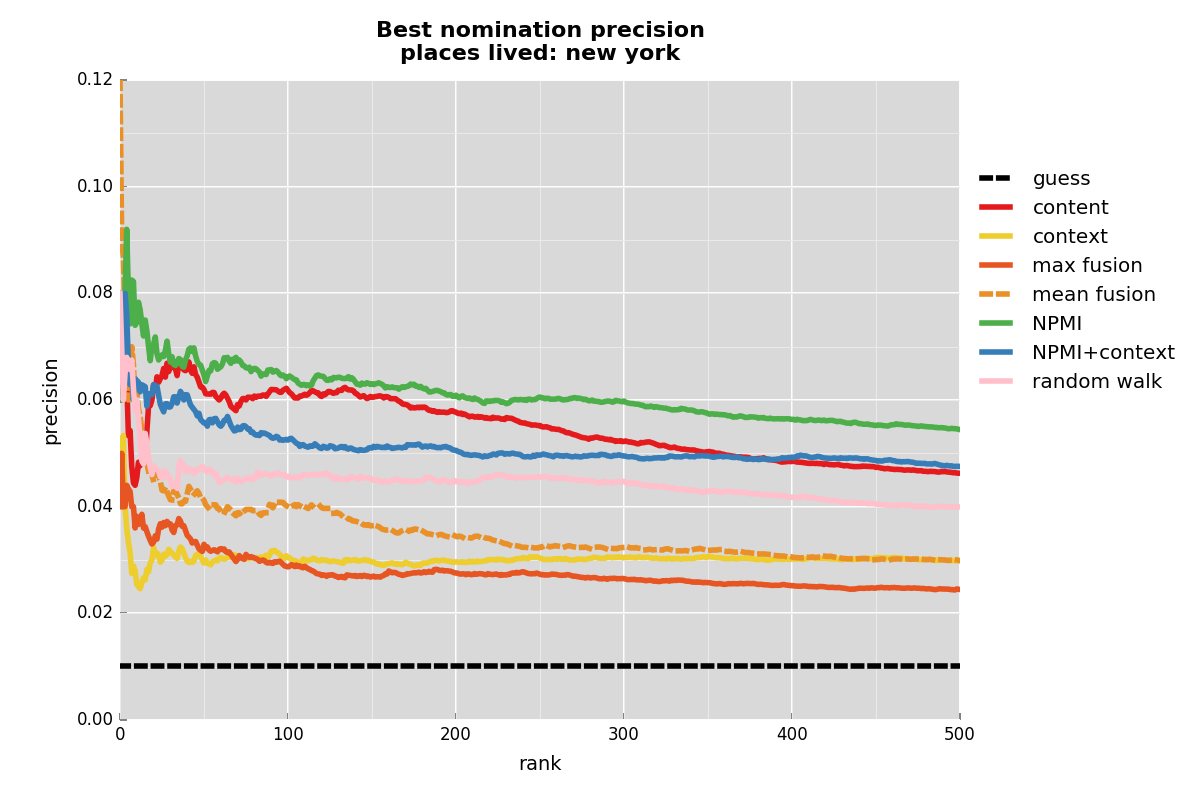 Best nomination precision
places lived: new york
0.12
0.10
0.08
0.06
0.04
0.02
0.00
precision
0
100
200
300
400
500
rank
guess
content
context
max fusion
mean fusion
NPMI
NPMI+context
random walk